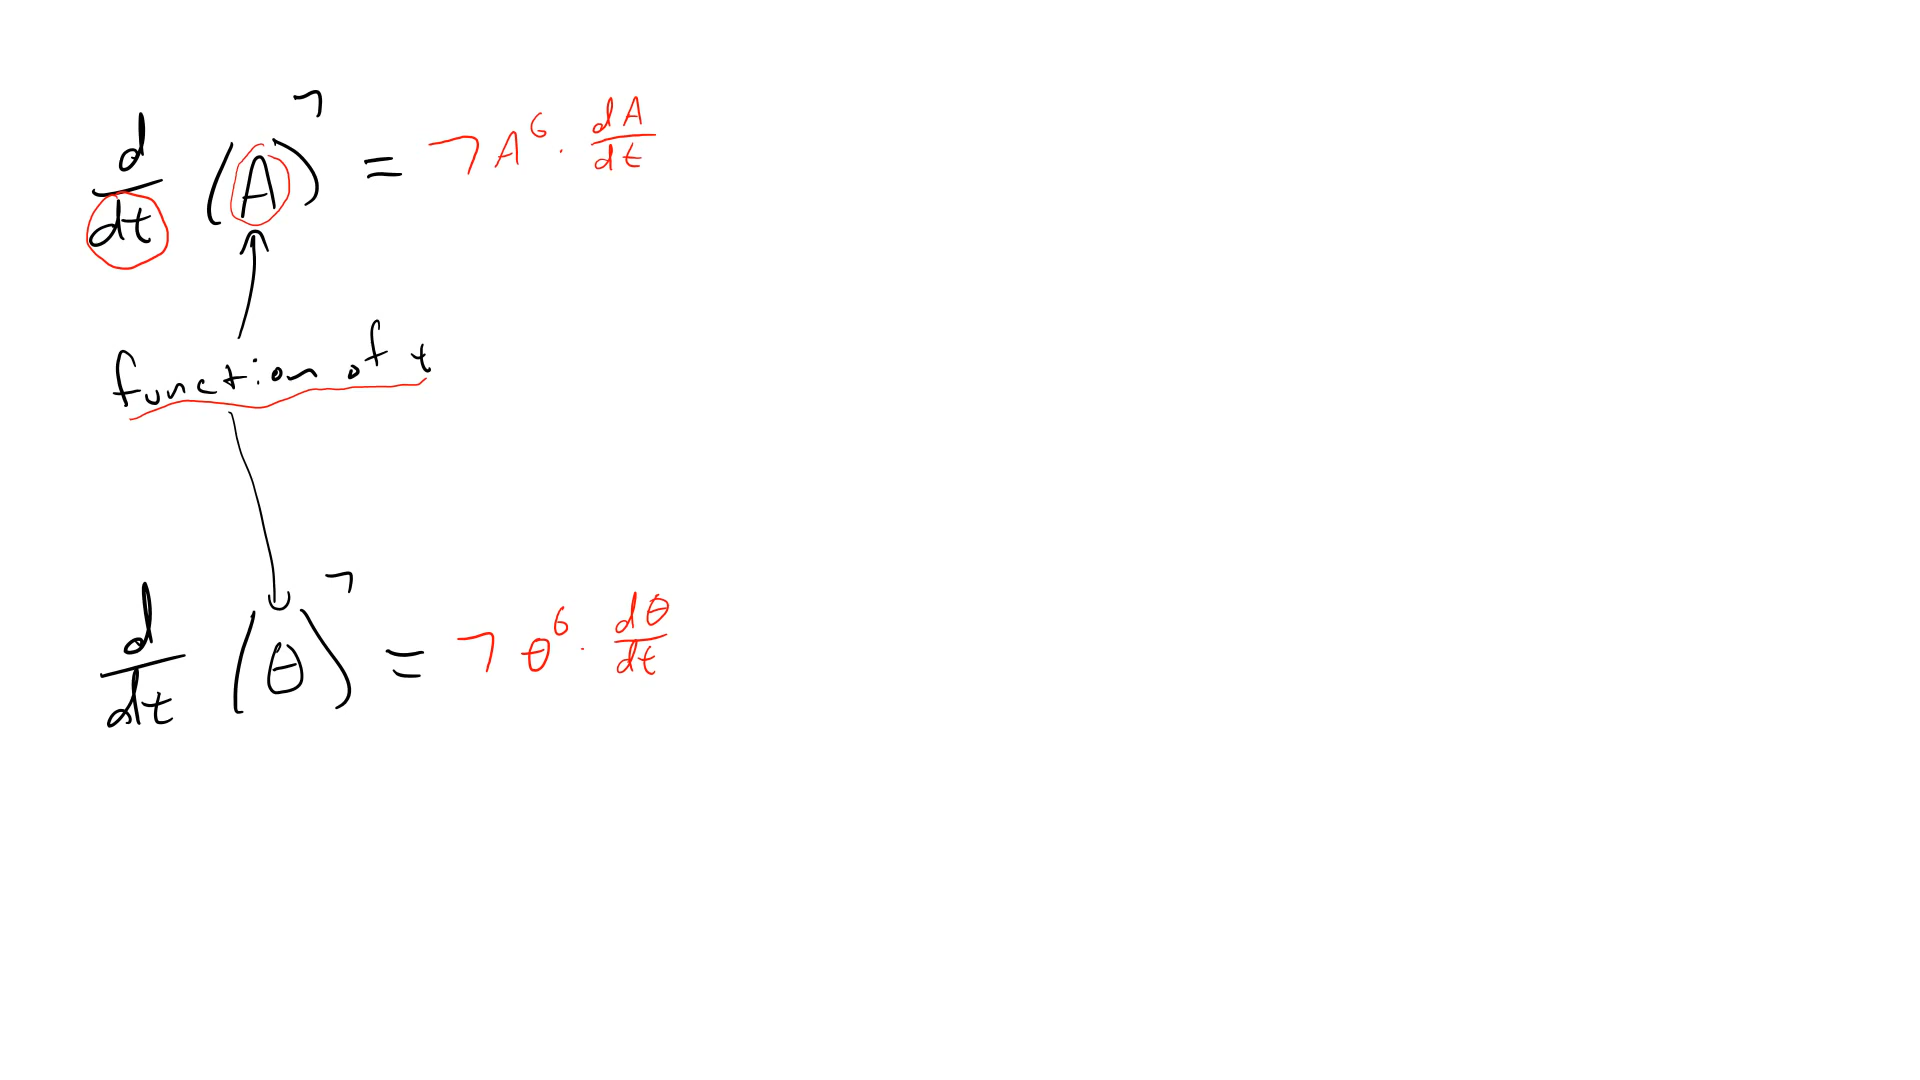 d/dt (A)^7 = 7A^6 · dA/dt
function of t
d/dt (θ)^7 = 7θ^6 · dθ/dt